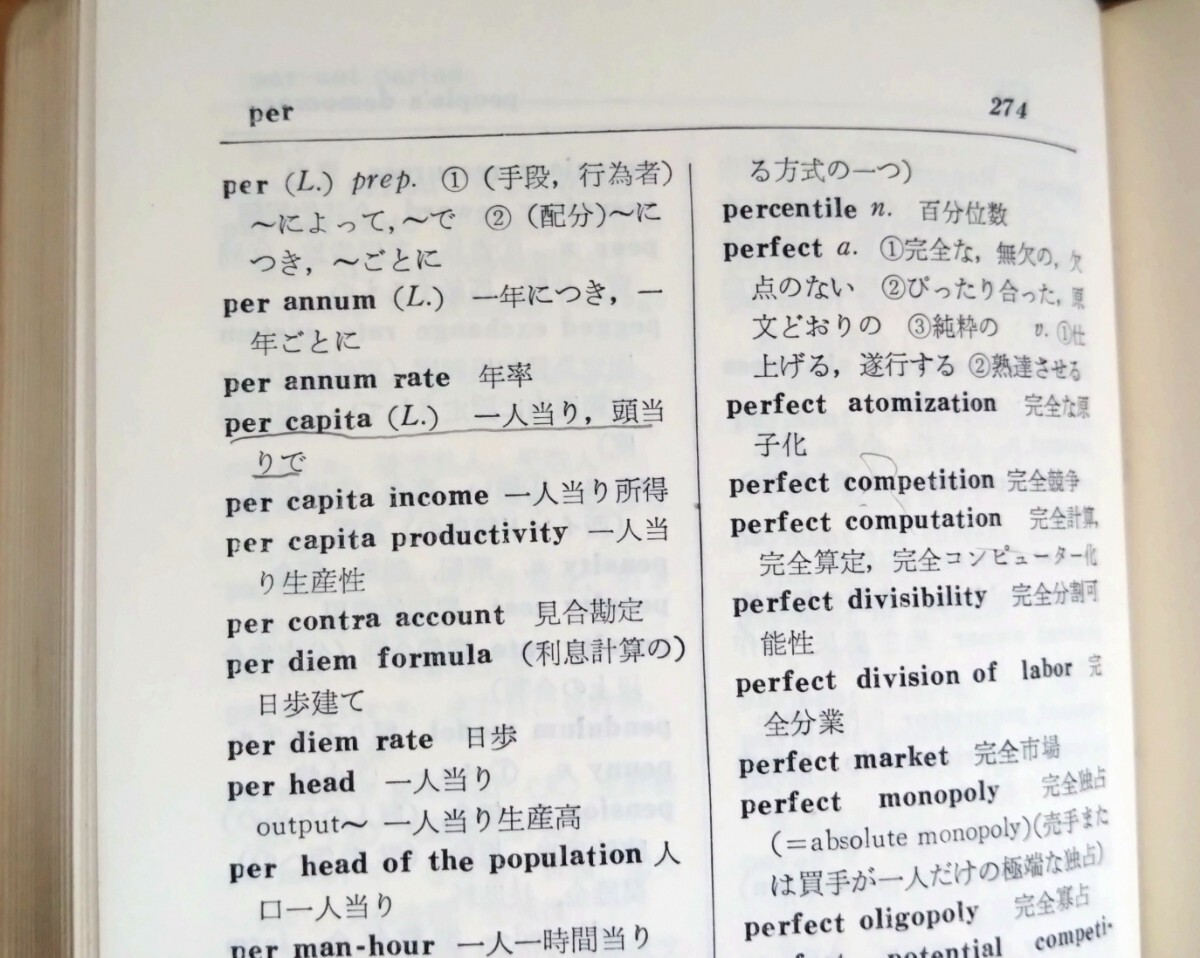 per
274
per (L.) prep. ①(手段, 行為者)
～によって, ～で ②(配分)～に
つき, ～ごとに
per annum (L.) 一年につき, 一
年ごとに
per annum rate 年率
per capita (L.) 一人当り, 頭当
りで
per capita income 一人当り所得
per capita productivity 一人当
り生産性
per contra account 見合勘定
per diem formula (利息計算の)
日歩建て
per diem rate 日歩
per head 一人当り
output～ 一人当り生産高
per head of the population 人
口一人当り
per man-hour 一人一時間当り
る方式の一つ)
percentile n. 百分位数
perfect a. ①完全な, 無欠の, 欠
点のない ②ぴったり合った, 原
文どおりの ③純粋の v. ①仕
上げる, 遂行する ②熟達させる
perfect atomization 完全な原
子化
perfect competition 完全競争
perfect computation 完全計算,
完全算定, 完全コンピューター化
perfect divisibility 完全分割可
能性
perfect division of labor 完
全分業
perfect market 完全市場
perfect monopoly 完全独占
(=absolute monopoly)(売手また
は買手が一人だけの極端な独占)
perfect oligopoly 完全寡占
potential competi-